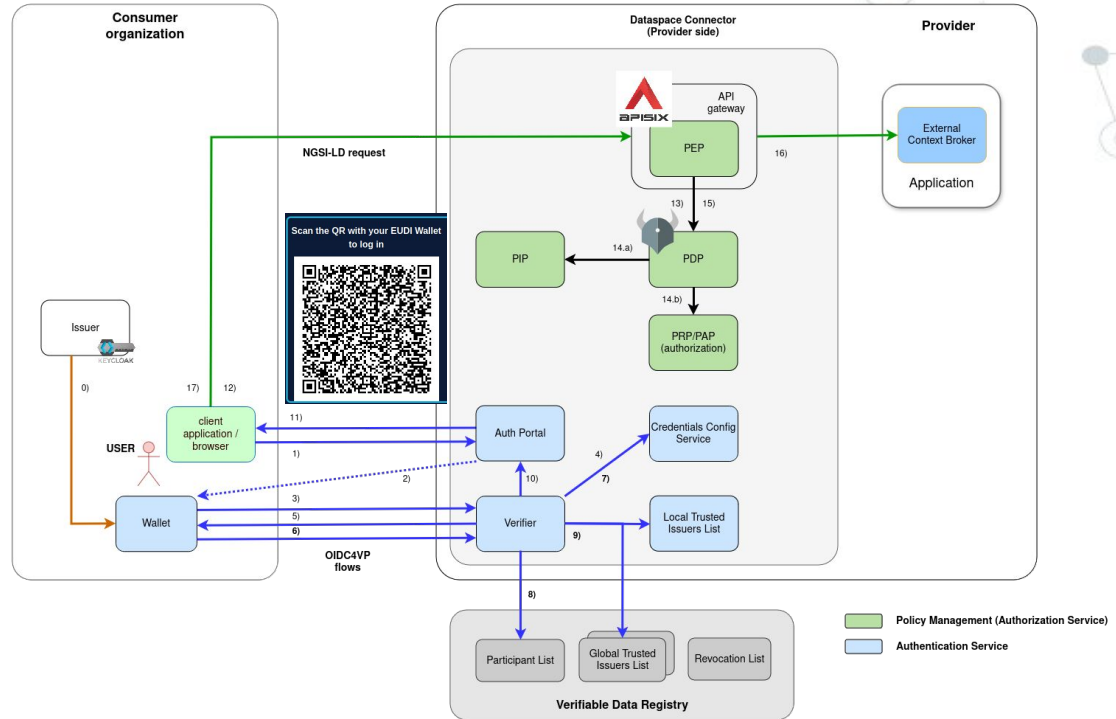 Consumer
organization
Dataspace Connector
(Provider side)
Provider
APISIX
API
gateway
PEP
External
Context Broker
Application
NGSI-LD request
16)
13)
15)
Scan the QR with your EUDI Wallet
to log in
PIP
14.a)
PDP
14.b)
PRP/PAP
(authorization)
Issuer
KEYCLOAK
0)
17)
12)
client
application /
browser
USER
11)
1)
Auth Portal
Credentials Config
Service
4)
7)
2)
10)
3)
5)
6)
Wallet
Verifier
9)
Local Trusted
Issuers List
OIDC4VP
flows
8)
Participant List
Global Trusted
Issuers List
Revocation List
Verifiable Data Registry
Policy Management (Authorization Service)
Authentication Service